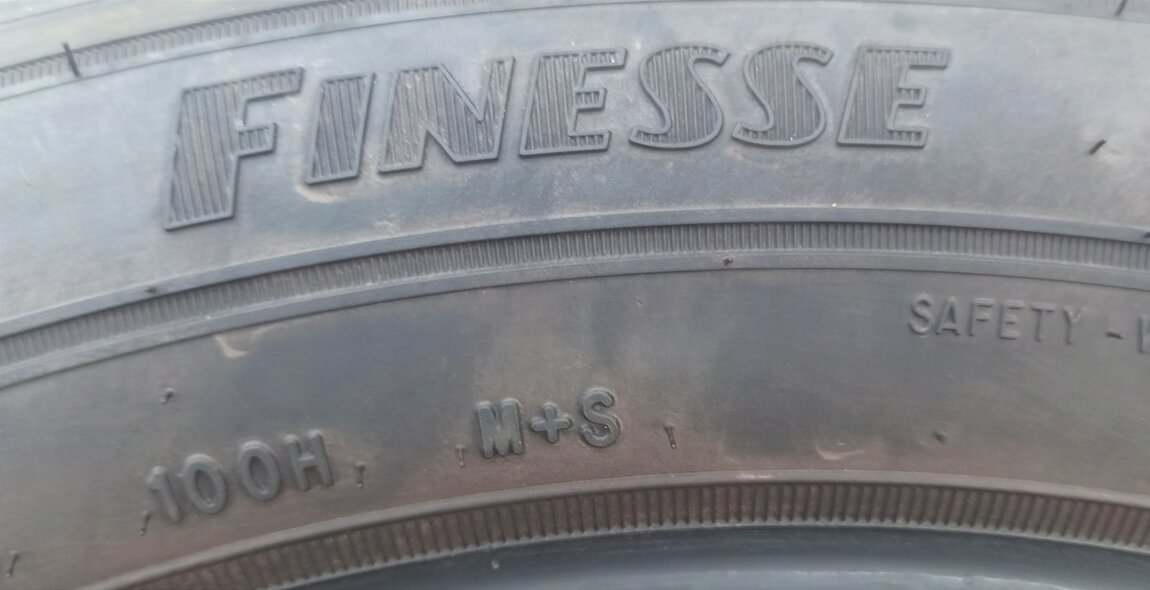 FINESSE
SAFETY -
100H M+S